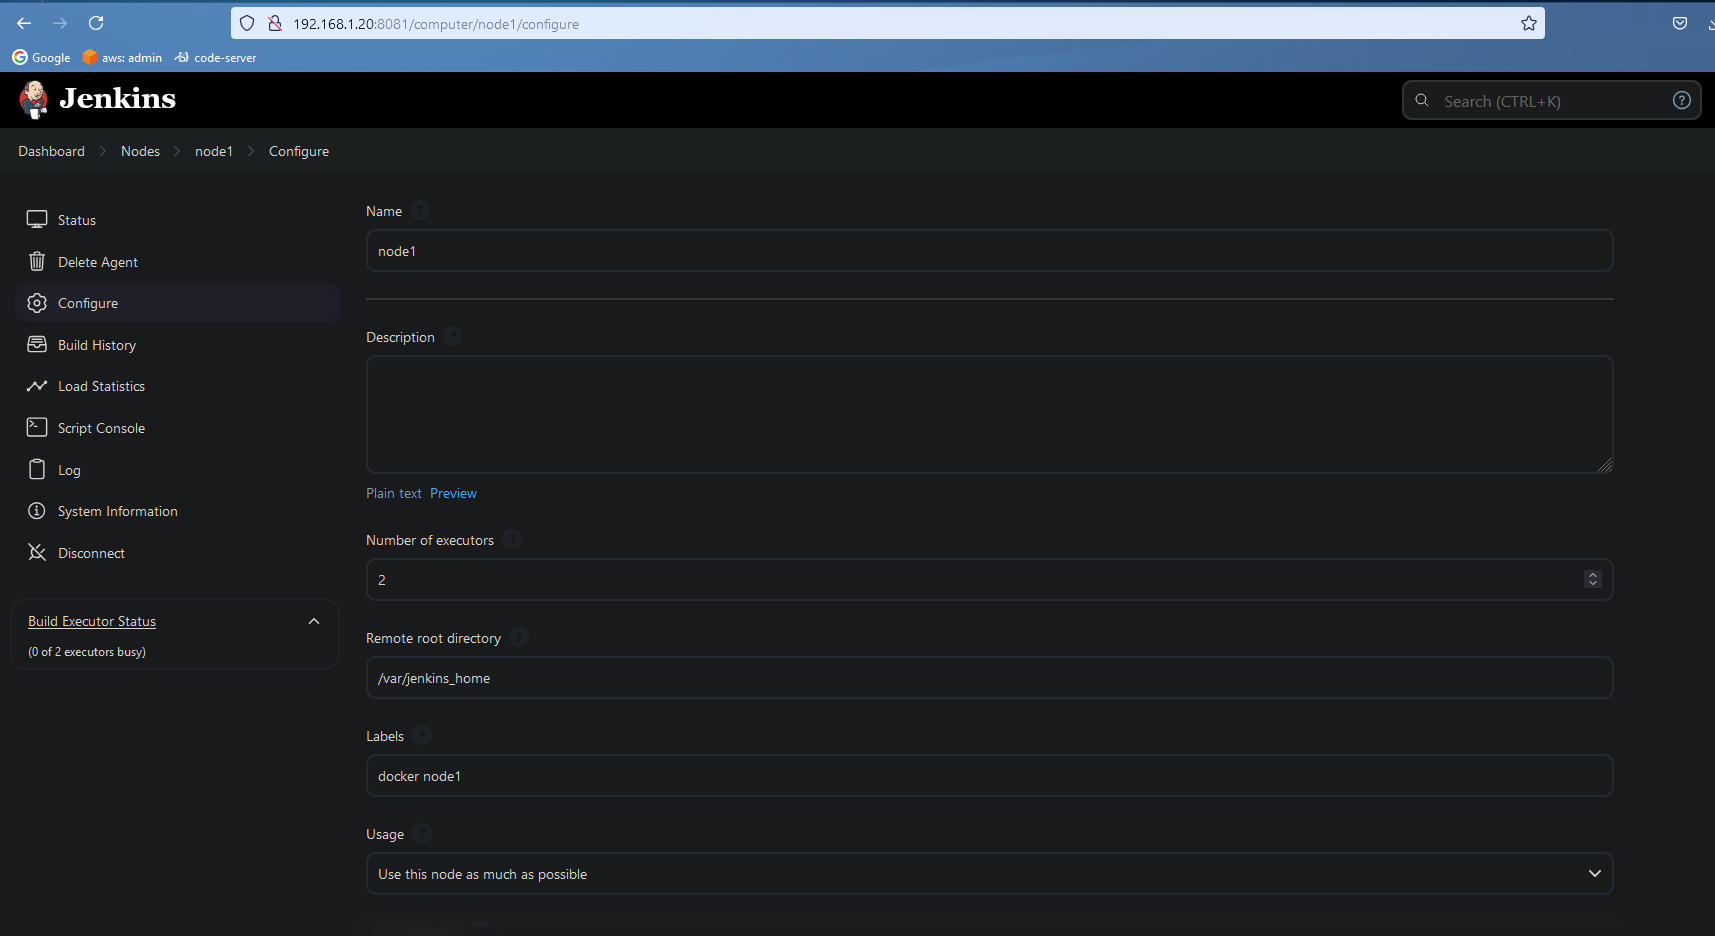 192.168.1.20:8081/computer/node1/configure
Google aws: admin code-server
Jenkins
Search (CTRL+K)
Dashboard Nodes node1 Configure
Status
Delete Agent
Configure
Build History
Load Statistics
Script Console
Log
System Information
Disconnect
Build Executor Status
(0 of 2 executors busy)
Name ?
node1
Description ?
Plain text Preview
Number of executors ?
2
Remote root directory ?
/var/jenkins_home
Labels ?
docker node1
Usage ?
Use this node as much as possible